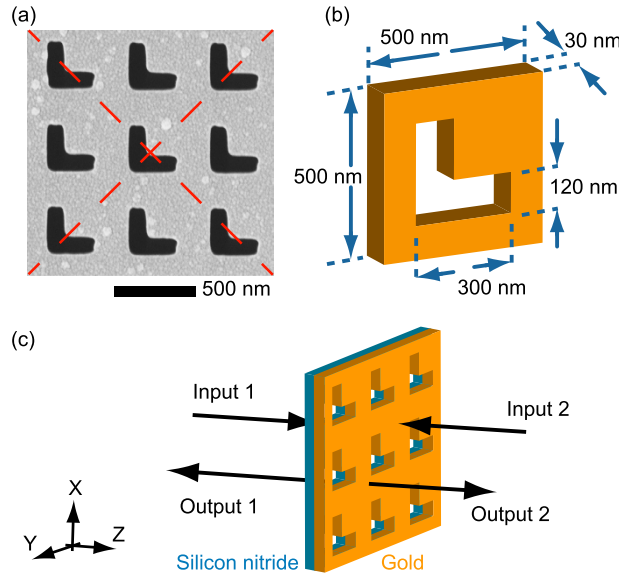 (a)
500 nm
(b)
500 nm
30 nm
500 nm
120 nm
300 nm
(c)
Input 1
Input 2
Output 1
Output 2
X
Y
Z
Silicon nitride
Gold